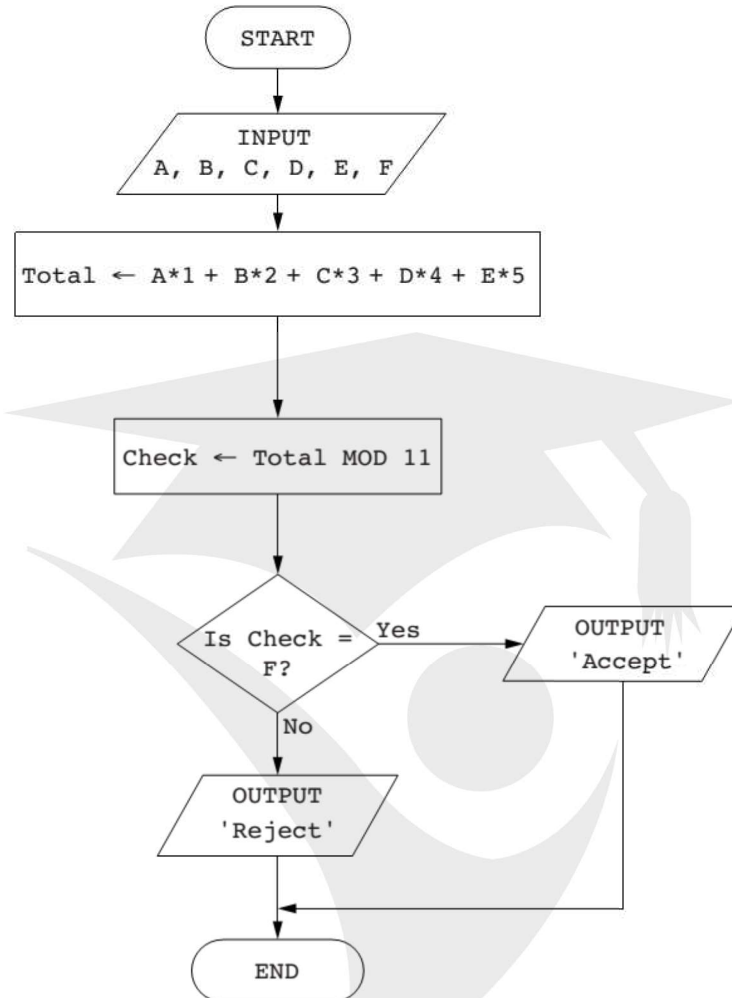 START
INPUT
A, B, C, D, E, F
Total ← A*1 + B*2 + C*3 + D*4 + E*5
Check ← Total MOD 11
Is Check =
F?
Yes
OUTPUT
'Accept'
No
OUTPUT
'Reject'
END